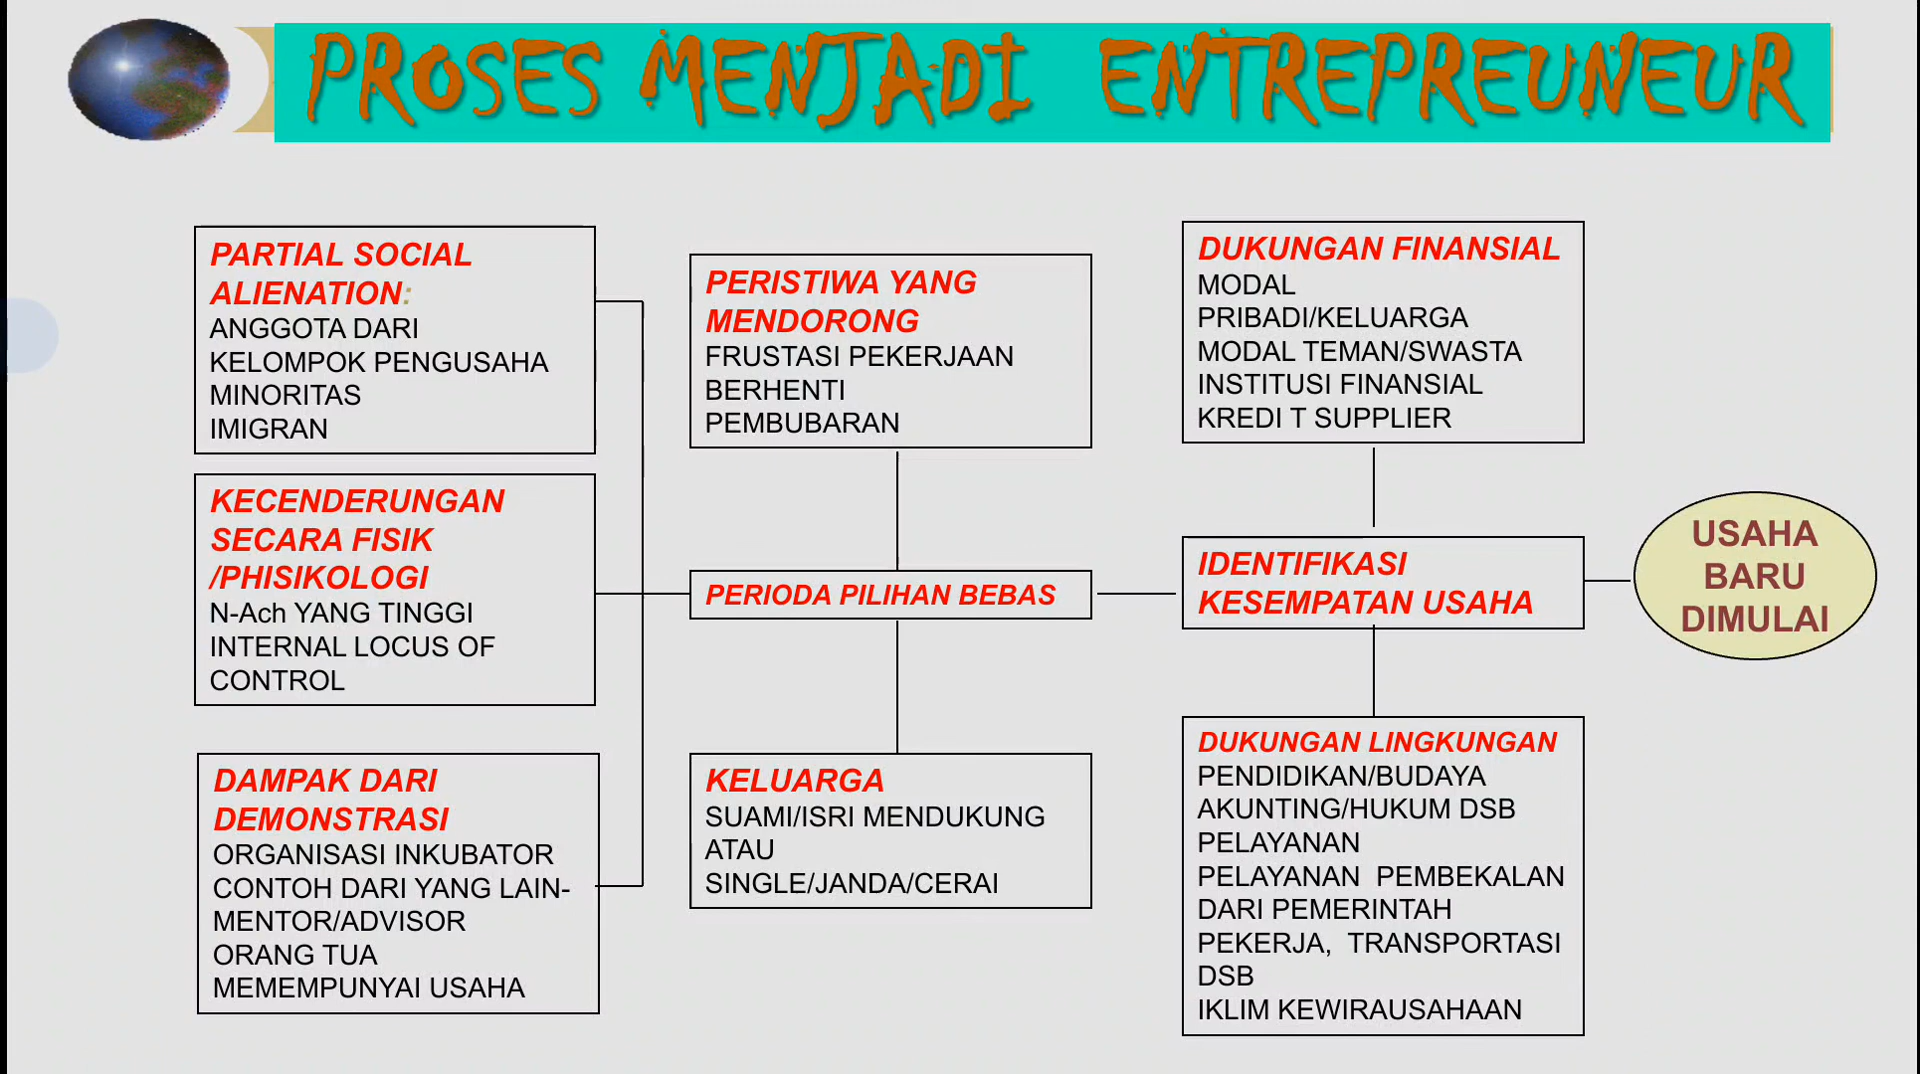 PROSES MENJADI ENTREPREUNEUR
PARTIAL SOCIAL
ALIENATION:
ANGGOTA DARI
KELOMPOK PENGUSAHA
MINORITAS
IMIGRAN
KECENDERUNGAN
SECARA FISIK
/PHISIKOLOGI
N-Ach YANG TINGGI
INTERNAL LOCUS OF
CONTROL
DAMPAK DARI
DEMONSTRASI
ORGANISASI INKUBATOR
CONTOH DARI YANG LAIN-
MENTOR/ADVISOR
ORANG TUA
MEMEMPUNYAI USAHA
PERISTIWA YANG
MENDORONG
FRUSTASI PEKERJAAN
BERHENTI
PEMBUBARAN
PERIODA PILIHAN BEBAS
KELUARGA
SUAMI/ISRI MENDUKUNG
ATAU
SINGLE/JANDA/CERAI
DUKUNGAN FINANSIAL
MODAL
PRIBADI/KELUARGA
MODAL TEMAN/SWASTA
INSTITUSI FINANSIAL
KREDI T SUPPLIER
IDENTIFIKASI
KESEMPATAN USAHA
DUKUNGAN LINGKUNGAN
PENDIDIKAN/BUDAYA
AKUNTING/HUKUM DSB
PELAYANAN
PELAYANAN PEMBEKALAN
DARI PEMERINTAH
PEKERJA, TRANSPORTASI
DSB
IKLIM KEWIRAUSAHAAN
USAHA
BARU
DIMULAI